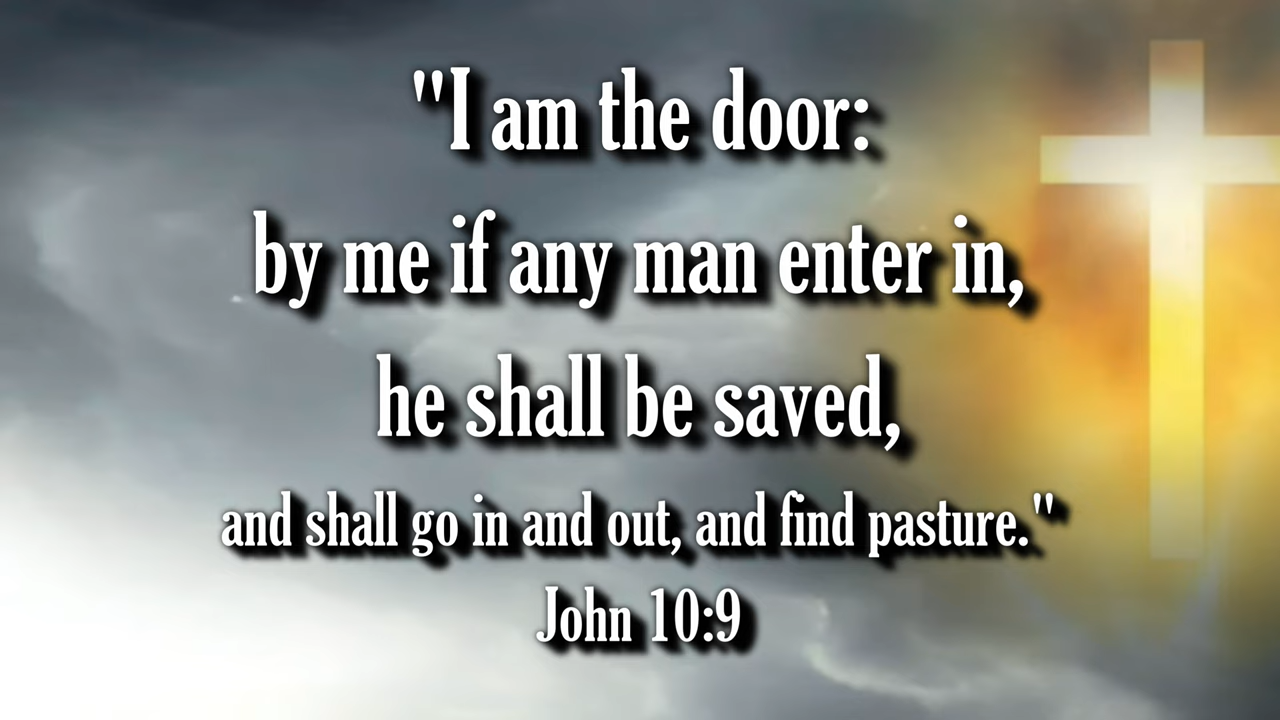 "I am the door:
by me if any man enter in,
he shall be saved,
and shall go in and out, and find pasture."
John 10:9